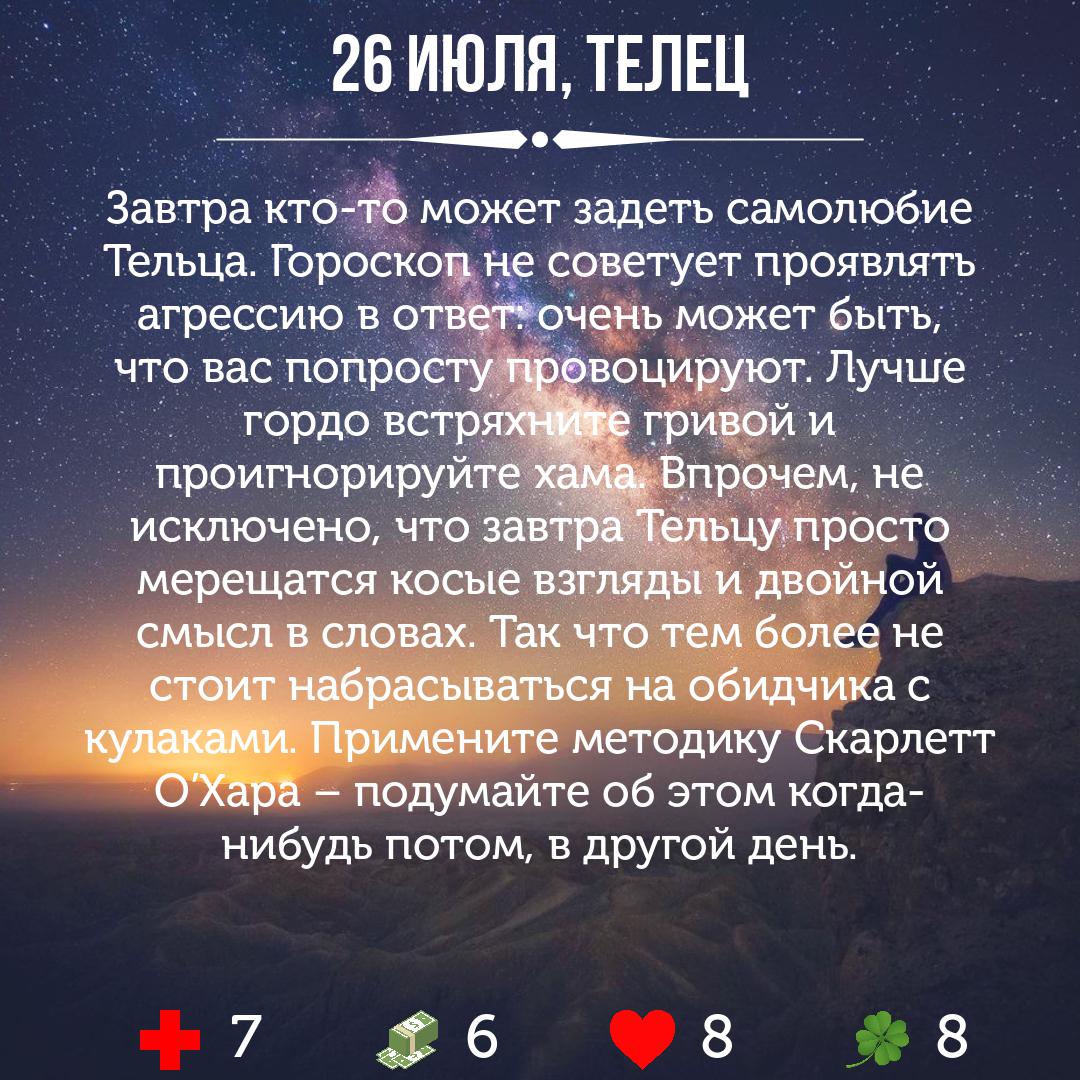 26 ИЮЛЯ, ТЕЛЕЦ
Завтра кто-то может задеть самолюбие
Тельца. Гороскоп не советует проявлять
агрессию в ответ: очень может быть,
что вас попросту провоцируют. Лучше
гордо встряхните гривой и
проигнорируйте хама. Впрочем, не
исключено, что завтра Тельцу просто
мерещатся косые взгляды и двойной
смысл в словах. Так что тем более не
стоит набрасываться на обидчика с
кулаками. Примените методику Скарлетт
О’Хара – подумайте об этом когда-
нибудь потом, в другой день.
7 6 8 8